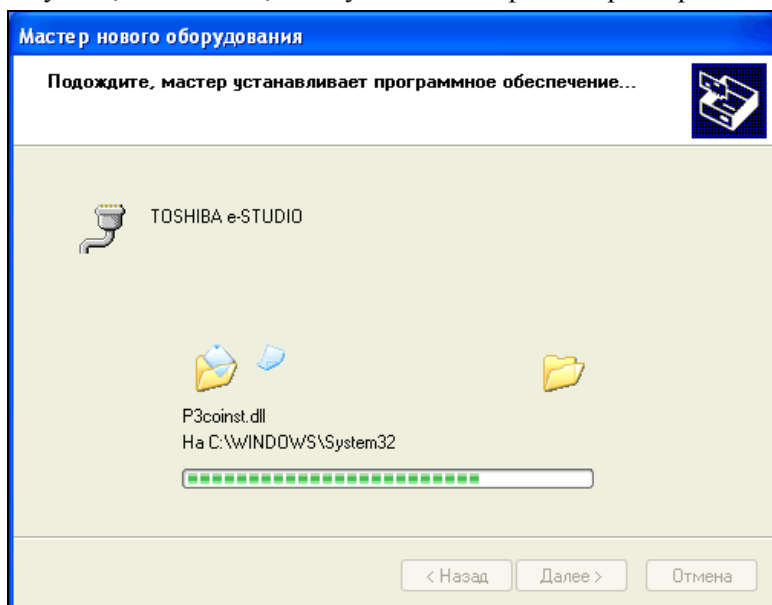 Мастер нового оборудования
Подождите, мастер устанавливает программное обеспечение...
TOSHIBA e-STUDIO
P3coinst.dll
На C:\WINDOWS\System32
< Назад
Далее >
Отмена